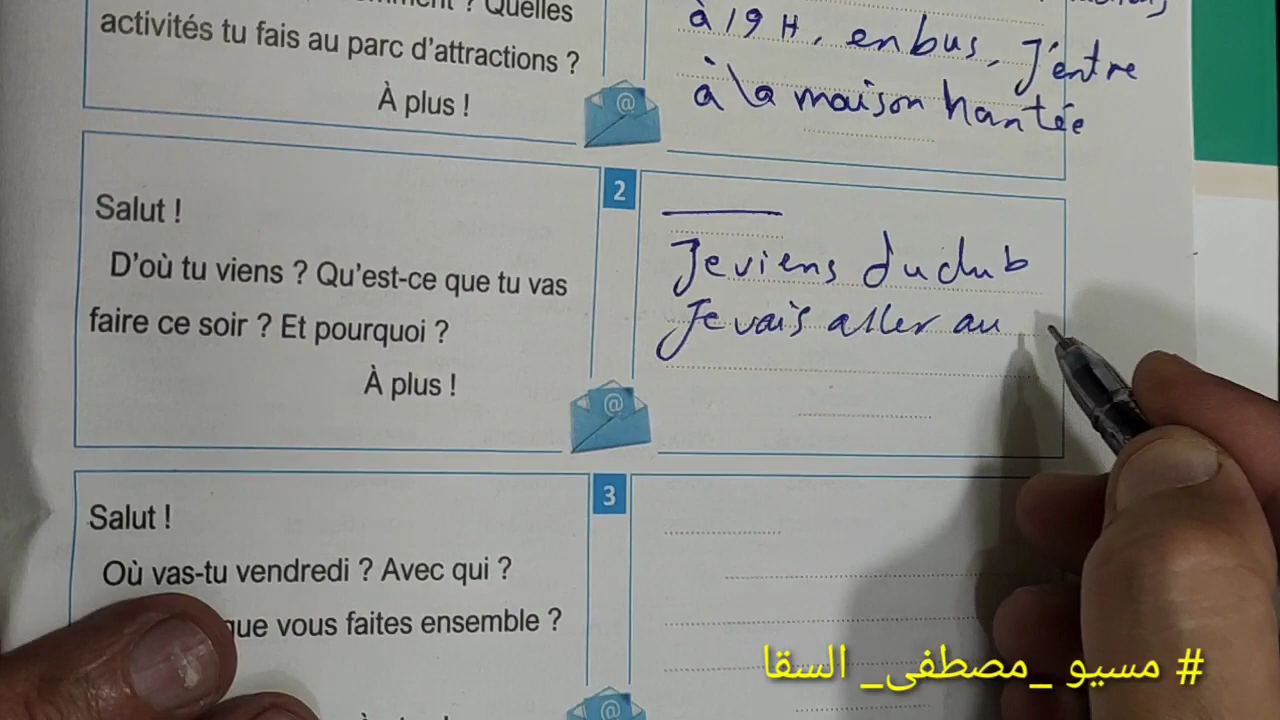 ? Quelles
activités tu fais au parc d'attractions ?
À plus !
@
à 19 H, en bus, J'entre
à la maison hantée
2
Salut !
D'où tu viens ? Qu'est-ce que tu vas
faire ce soir ? Et pourquoi ?
À plus !
@
Je viens du club
Je vais aller au
3
Salut !
Où vas-tu vendredi ? Avec qui ?
que vous faites ensemble ?
@
# مسيو _مصطفى_ السقا